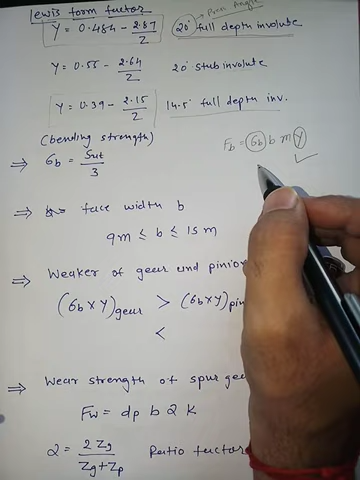 Lewis form factor
Pressure Angle
Y = 0.484 - 2.87/Z 20° full depth involute
Y = 0.55 - 2.64/Z 20° stub involute
Y = 0.39 - 2.15/Z 14.5° full depth inv.
(bending strength) Fb = (σb) b m (Y)
⇒ σb = Sut/3
⇒ face width b
9m ≤ b ≤ 15m
⇒ Weaker of gear and pinion
(σb × Y)gear > (σb × Y)pin
<
⇒ Wear strength of spur gea
Fw = dp b Q K
Q = 2Zg/(Zg+Zp) Ratio factor